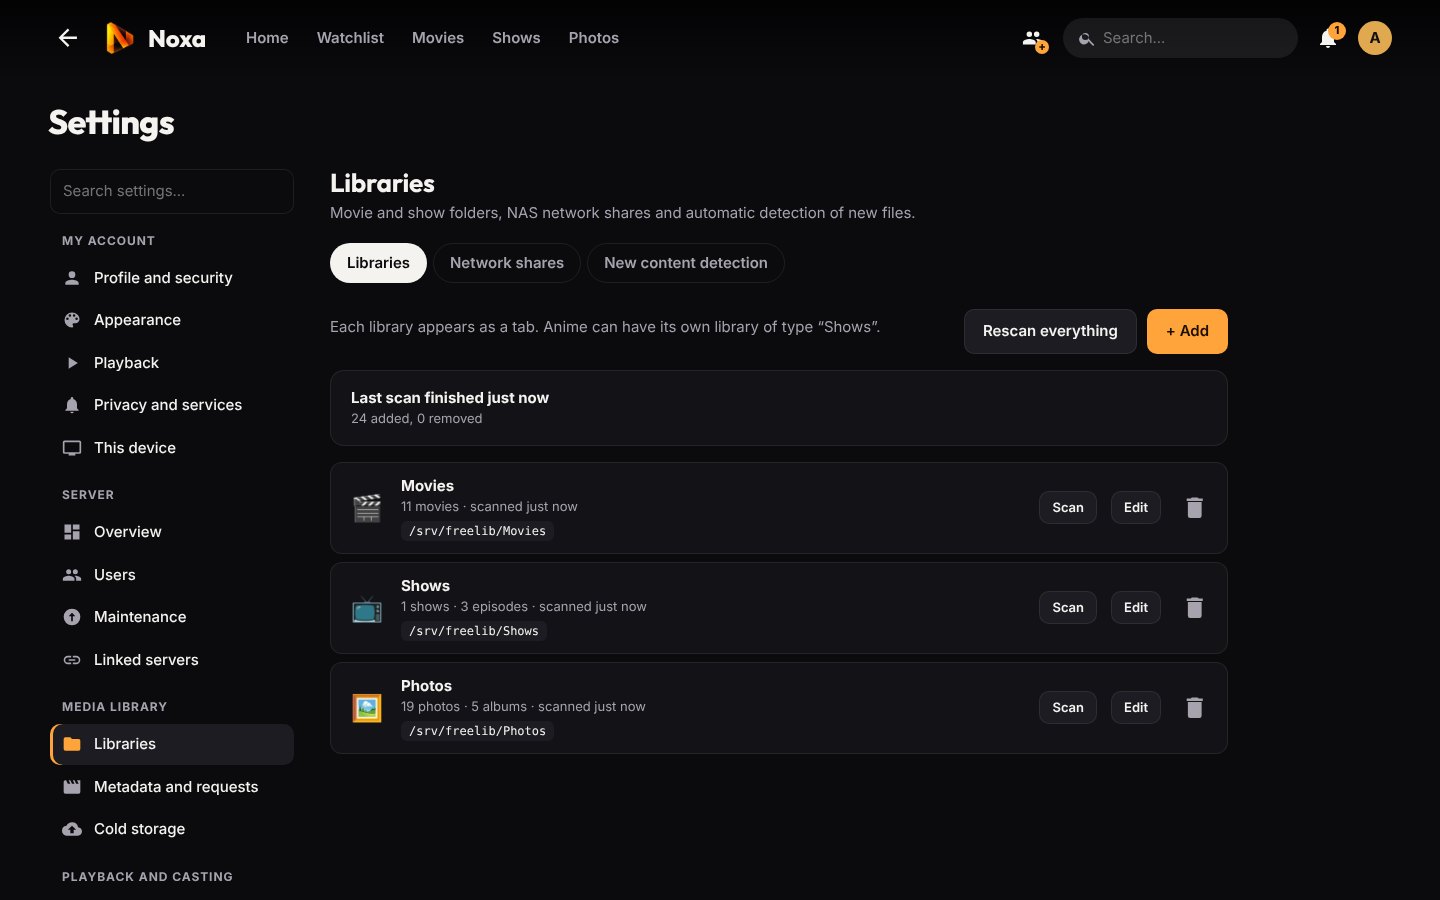 Noxa
Home
Watchlist
Movies
Shows
Photos
Search...
1
A
Settings
Search settings...
MY ACCOUNT
Profile and security
Appearance
Playback
Privacy and services
This device
SERVER
Overview
Users
Maintenance
Linked servers
MEDIA LIBRARY
Libraries
Metadata and requests
Cold storage
PLAYBACK AND CASTING
Libraries
Movie and show folders, NAS network shares and automatic detection of new files.
Libraries
Network shares
New content detection
Each library appears as a tab. Anime can have its own library of type “Shows”.
Rescan everything
+ Add
Last scan finished just now
24 added, 0 removed
Movies
11 movies · scanned just now
/srv/freelib/Movies
Scan
Edit
Shows
1 shows · 3 episodes · scanned just now
/srv/freelib/Shows
Scan
Edit
Photos
19 photos · 5 albums · scanned just now
/srv/freelib/Photos
Scan
Edit